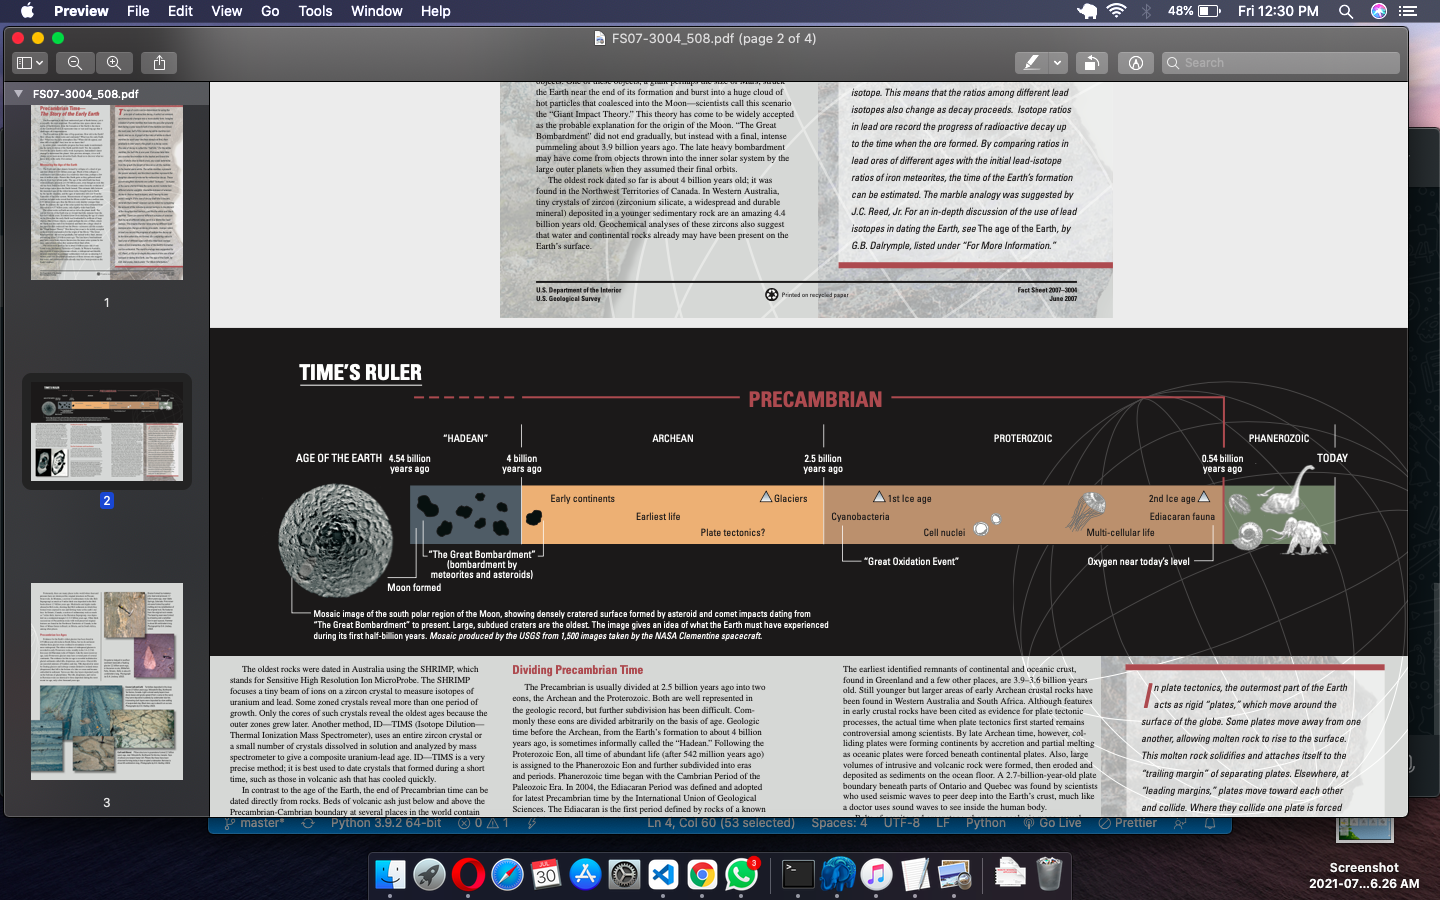 Preview File Edit View Go Tools Window Help
48% Fri 12:30 PM
FS07-3004_508.pdf (page 2 of 4)
Search
FS07-3004_508.pdf
Precambrian Time—
The Story of the Early Earth
1
2
3
the Earth near the end of its formation and burst into a huge cloud of
hot particles that coalesced into the Moon—scientists call this scenario
the “Giant Impact Theory.” This theory has come to be widely accepted
as the probable explanation for the origin of the Moon. “The Great
Bombardment” did not end gradually, but instead with a final, intense
pummeling about 3.9 billion years ago. The late heavy bombardment
may have come from objects thrown into the inner solar system by the
large outer planets when they assumed their final orbits.
The oldest rock dated so far is about 4 billion years old; it was
found in the Northwest Territories of Canada. In Western Australia,
tiny crystals of zircon (zirconium silicate, a widespread and durable
mineral) deposited in a younger sedimentary rock are an amazing 4.4
billion years old. Geochemical analyses of these zircons also suggest
that water and continental rocks already may have been present on the
Earth’s surface.
isotope. This means that the ratios among different lead
isotopes also change as decay proceeds. Isotope ratios
in lead ore record the progress of radioactive decay up
to the time when the ore formed. By comparing ratios in
lead ores of different ages with the initial lead-isotope
ratios of iron meteorites, the time of the Earth’s formation
can be estimated. The marble analogy was suggested by
J.C. Reed, Jr. For an in-depth discussion of the use of lead
isotopes in dating the Earth, see The age of the Earth, by
G.B. Dalrymple, listed under “For More Information.”
U.S. Department of the Interior
U.S. Geological Survey
Printed on recycled paper
Fact Sheet 2007–3004
June 2007
TIME’S RULER
PRECAMBRIAN
“HADEAN” ARCHEAN PROTEROZOIC PHANEROZOIC
AGE OF THE EARTH 4.54 billion years ago
4 billion years ago
2.5 billion years ago
0.54 billion years ago
TODAY
Early continents Glaciers 1st Ice age 2nd Ice age
Earliest life Cyanobacteria Ediacaran fauna
Plate tectonics? Cell nuclei Multi-cellular life
“The Great Bombardment”
(bombardment by
meteorites and asteroids)
“Great Oxidation Event”
Oxygen near today’s level
Moon formed
Mosaic image of the south polar region of the Moon, showing densely cratered surface formed by asteroid and comet impacts dating from
“The Great Bombardment” to present. Large, subdued craters are the oldest. The image gives an idea of what the Earth must have experienced
during its first half-billion years. Mosaic produced by the USGS from 1,500 images taken by the NASA Clementine spacecraft.
The oldest rocks were dated in Australia using the SHRIMP, which
stands for Sensitive High Resolution Ion MicroProbe. The SHRIMP
focuses a tiny beam of ions on a zircon crystal to measure isotopes of
uranium and lead. Some zoned crystals reveal more than one period of
growth. Only the cores of such crystals reveal the oldest ages because the
outer zones grew later. Another method, ID—TIMS (Isotope Dilution—
Thermal Ionization Mass Spectrometer), uses an entire zircon crystal or
a small number of crystals dissolved in solution and analyzed by mass
spectrometer to give a composite uranium-lead age. ID—TIMS is a very
precise method; it is best used to date crystals that formed during a short
time, such as those in volcanic ash that has cooled quickly.
In contrast to the age of the Earth, the end of Precambrian time can be
dated directly from rocks. Beds of volcanic ash just below and above the
Precambrian-Cambrian boundary at several places in the world contain
Dividing Precambrian Time
The Precambrian is usually divided at 2.5 billion years ago into two
eons, the Archean and the Proterozoic. Both are well represented in
the geologic record, but further subdivision has been difficult. Com-
monly these eons are divided arbitrarily on the basis of age. Geologic
time before the Archean, from the Earth’s formation to about 4 billion
years ago, is sometimes informally called the “Hadean.” Following the
Proterozoic Eon, all time of abundant life (after 542 million years ago)
is assigned to the Phanerozoic Eon and further subdivided into eras
and periods. Phanerozoic time began with the Cambrian Period of the
Paleozoic Era. In 2004, the Ediacaran Period was defined and adopted
for latest Precambrian time by the International Union of Geological
Sciences. The Ediacaran is the first period defined by rocks of a known
The earliest identified remnants of continental and oceanic crust,
found in Greenland and a few other places, are 3.9–3.6 billion years
old. Still younger but larger areas of early Archean crustal rocks have
been found in Western Australia and South Africa. Although features
in early crustal rocks have been cited as evidence for plate tectonic
processes, the actual time when plate tectonics first started remains
controversial among scientists. By late Archean time, however, col-
liding plates were forming continents by accretion and partial melting
as oceanic plates were forced beneath continental plates. Also, large
volumes of intrusive and volcanic rock were formed, then eroded and
deposited as sediments on the ocean floor. A 2.7-billion-year-old plate
boundary beneath parts of Ontario and Quebec was found by scientists
who used seismic waves to peer deep into the Earth’s crust, much like
a doctor uses sound waves to see inside the human body.
In plate tectonics, the outermost part of the Earth
acts as rigid “plates,” which move around the
surface of the globe. Some plates move away from one
another, allowing molten rock to rise to the surface.
This molten rock solidifies and attaches itself to the
“trailing margin” of separating plates. Elsewhere, at
“leading margins,” plates move toward each other
and collide. Where they collide one plate is forced
master* Python 3.9.2 64-bit 0 1 Ln 4, Col 60 (53 selected) Spaces: 4 UTF-8 LF Python Go Live Prettier
JUL
30
3
Screenshot
2021-07...6.26 AM